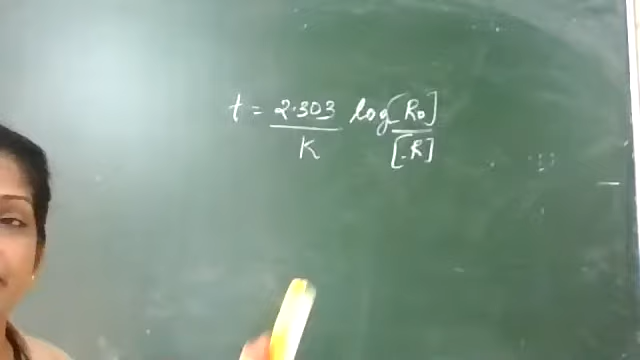 t = 2.303 / K log [R₀] / [R]